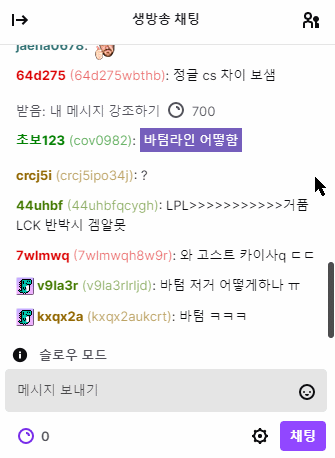 생방송 채팅
jaeha0678:
64d275 (64d275wbthb): 정글 cs 차이 보샘
받음: 내 메시지 강조하기 700
초보123 (cov0982): 바텀라인 어떻함
crcj5i (crcj5ipo34j): ?
44uhbf (44uhbfqcygh): LPL>>>>>>>>>>>거품
LCK 반박시 겜알못
7wlmwq (7wlmwqh8w9r): 와 고스트 카이사q ㄷㄷ
v9la3r (v9la3rlrljd): 바텀 저거 어떻게하나 ㅠ
kxqx2a (kxqx2aukcrt): 바텀 ㅋㅋㅋ
슬로우 모드
메시지 보내기
0 채팅